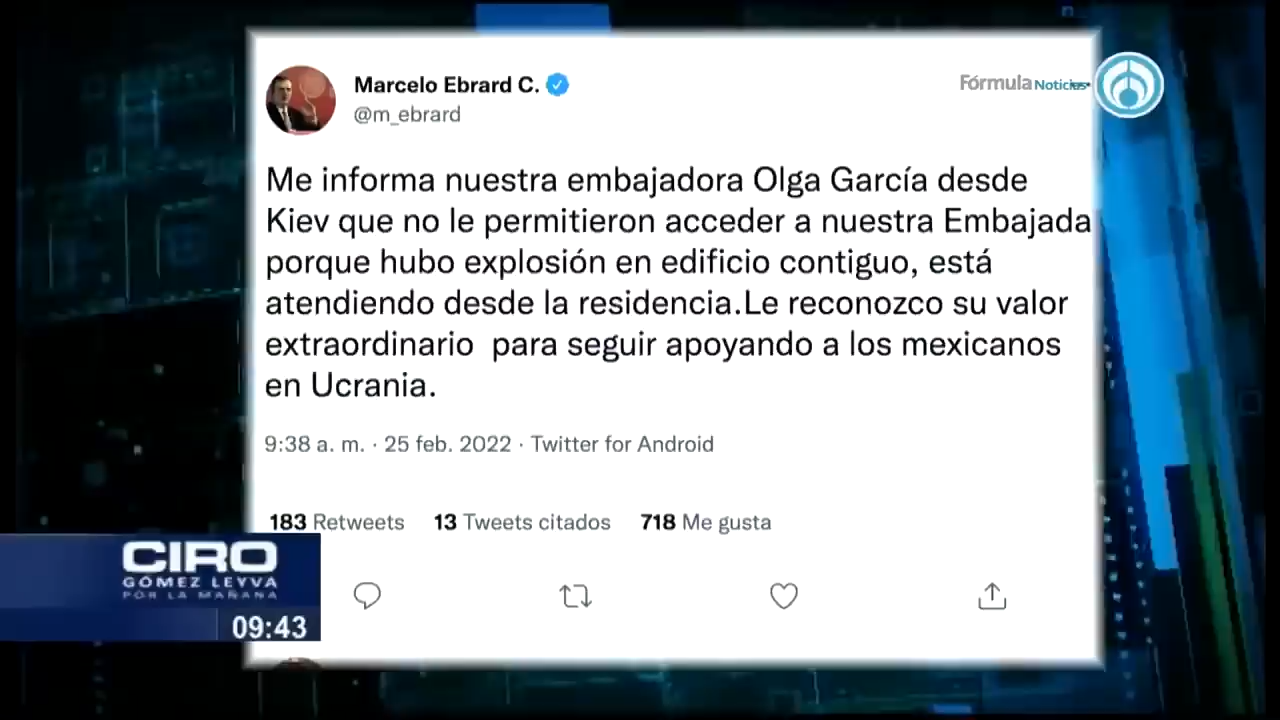 Marcelo Ebrard C.
@m_ebrard
Fórmula Noticias
Me informa nuestra embajadora Olga García desde
Kiev que no le permitieron acceder a nuestra Embajada
porque hubo explosión en edificio contiguo, está
atendiendo desde la residencia.Le reconozco su valor
extraordinario  para seguir apoyando a los mexicanos
en Ucrania.
9:38 a. m. · 25 feb. 2022 · Twitter for Android
183 Retweets 13 Tweets citados 718 Me gusta
CIRO
GÓMEZ LEYVA
POR LA MAÑANA
09:43